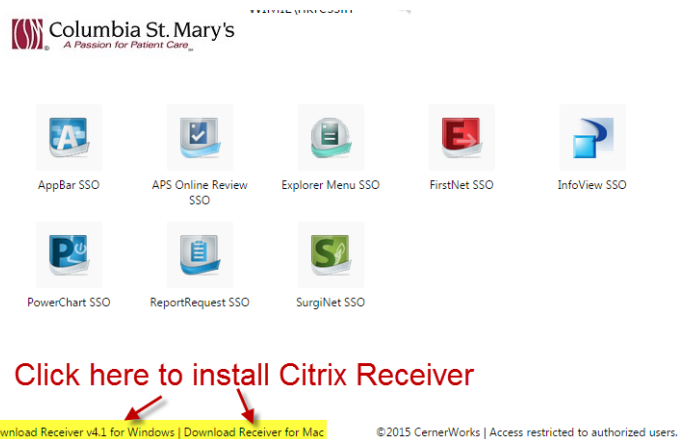 Columbia St. Mary's
A Passion for Patient Care
AppBar SSO
APS Online Review
SSO
Explorer Menu SSO
FirstNet SSO
InfoView SSO
PowerChart SSO
ReportRequest SSO
SurgiNet SSO
Click here to install Citrix Receiver
wnload Receiver v4.1 for Windows | Download Receiver for Mac
©2015 CernerWorks | Access restricted to authorized users.